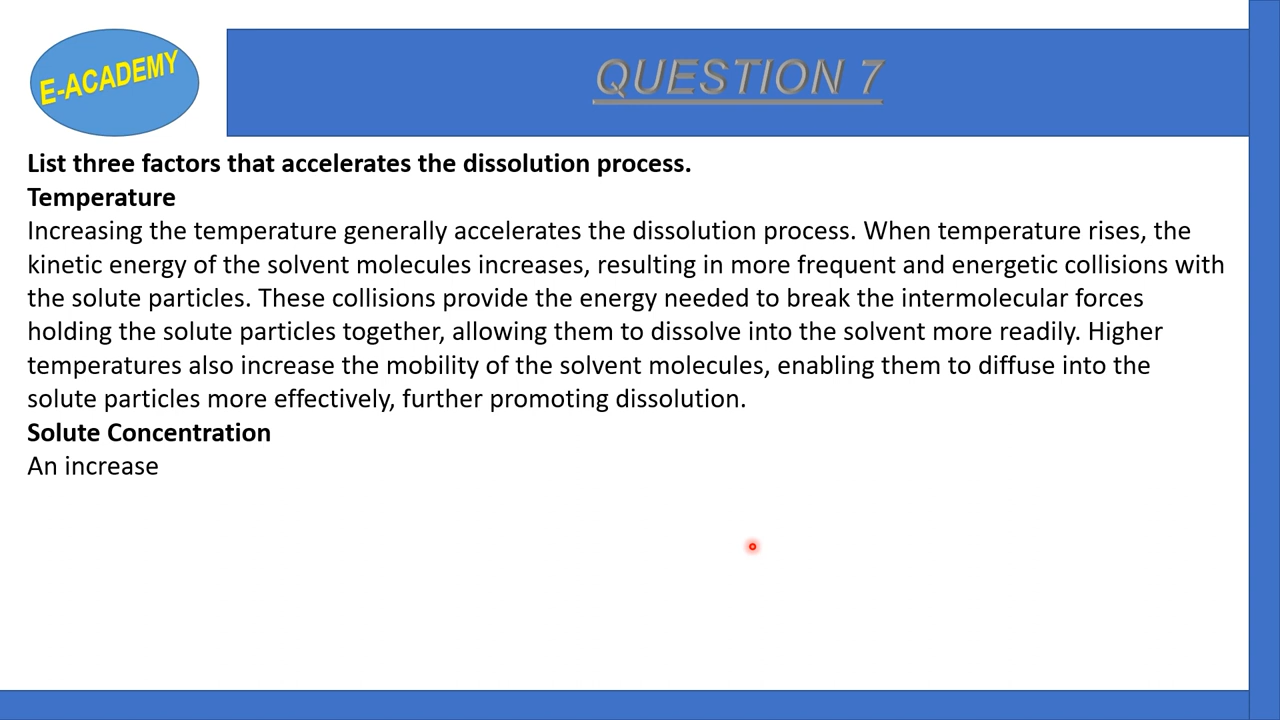 E-ACADEMY
QUESTION 7
List three factors that accelerates the dissolution process.
Temperature
Increasing the temperature generally accelerates the dissolution process. When temperature rises, the
kinetic energy of the solvent molecules increases, resulting in more frequent and energetic collisions with
the solute particles. These collisions provide the energy needed to break the intermolecular forces
holding the solute particles together, allowing them to dissolve into the solvent more readily. Higher
temperatures also increase the mobility of the solvent molecules, enabling them to diffuse into the
solute particles more effectively, further promoting dissolution.
Solute Concentration
An increase